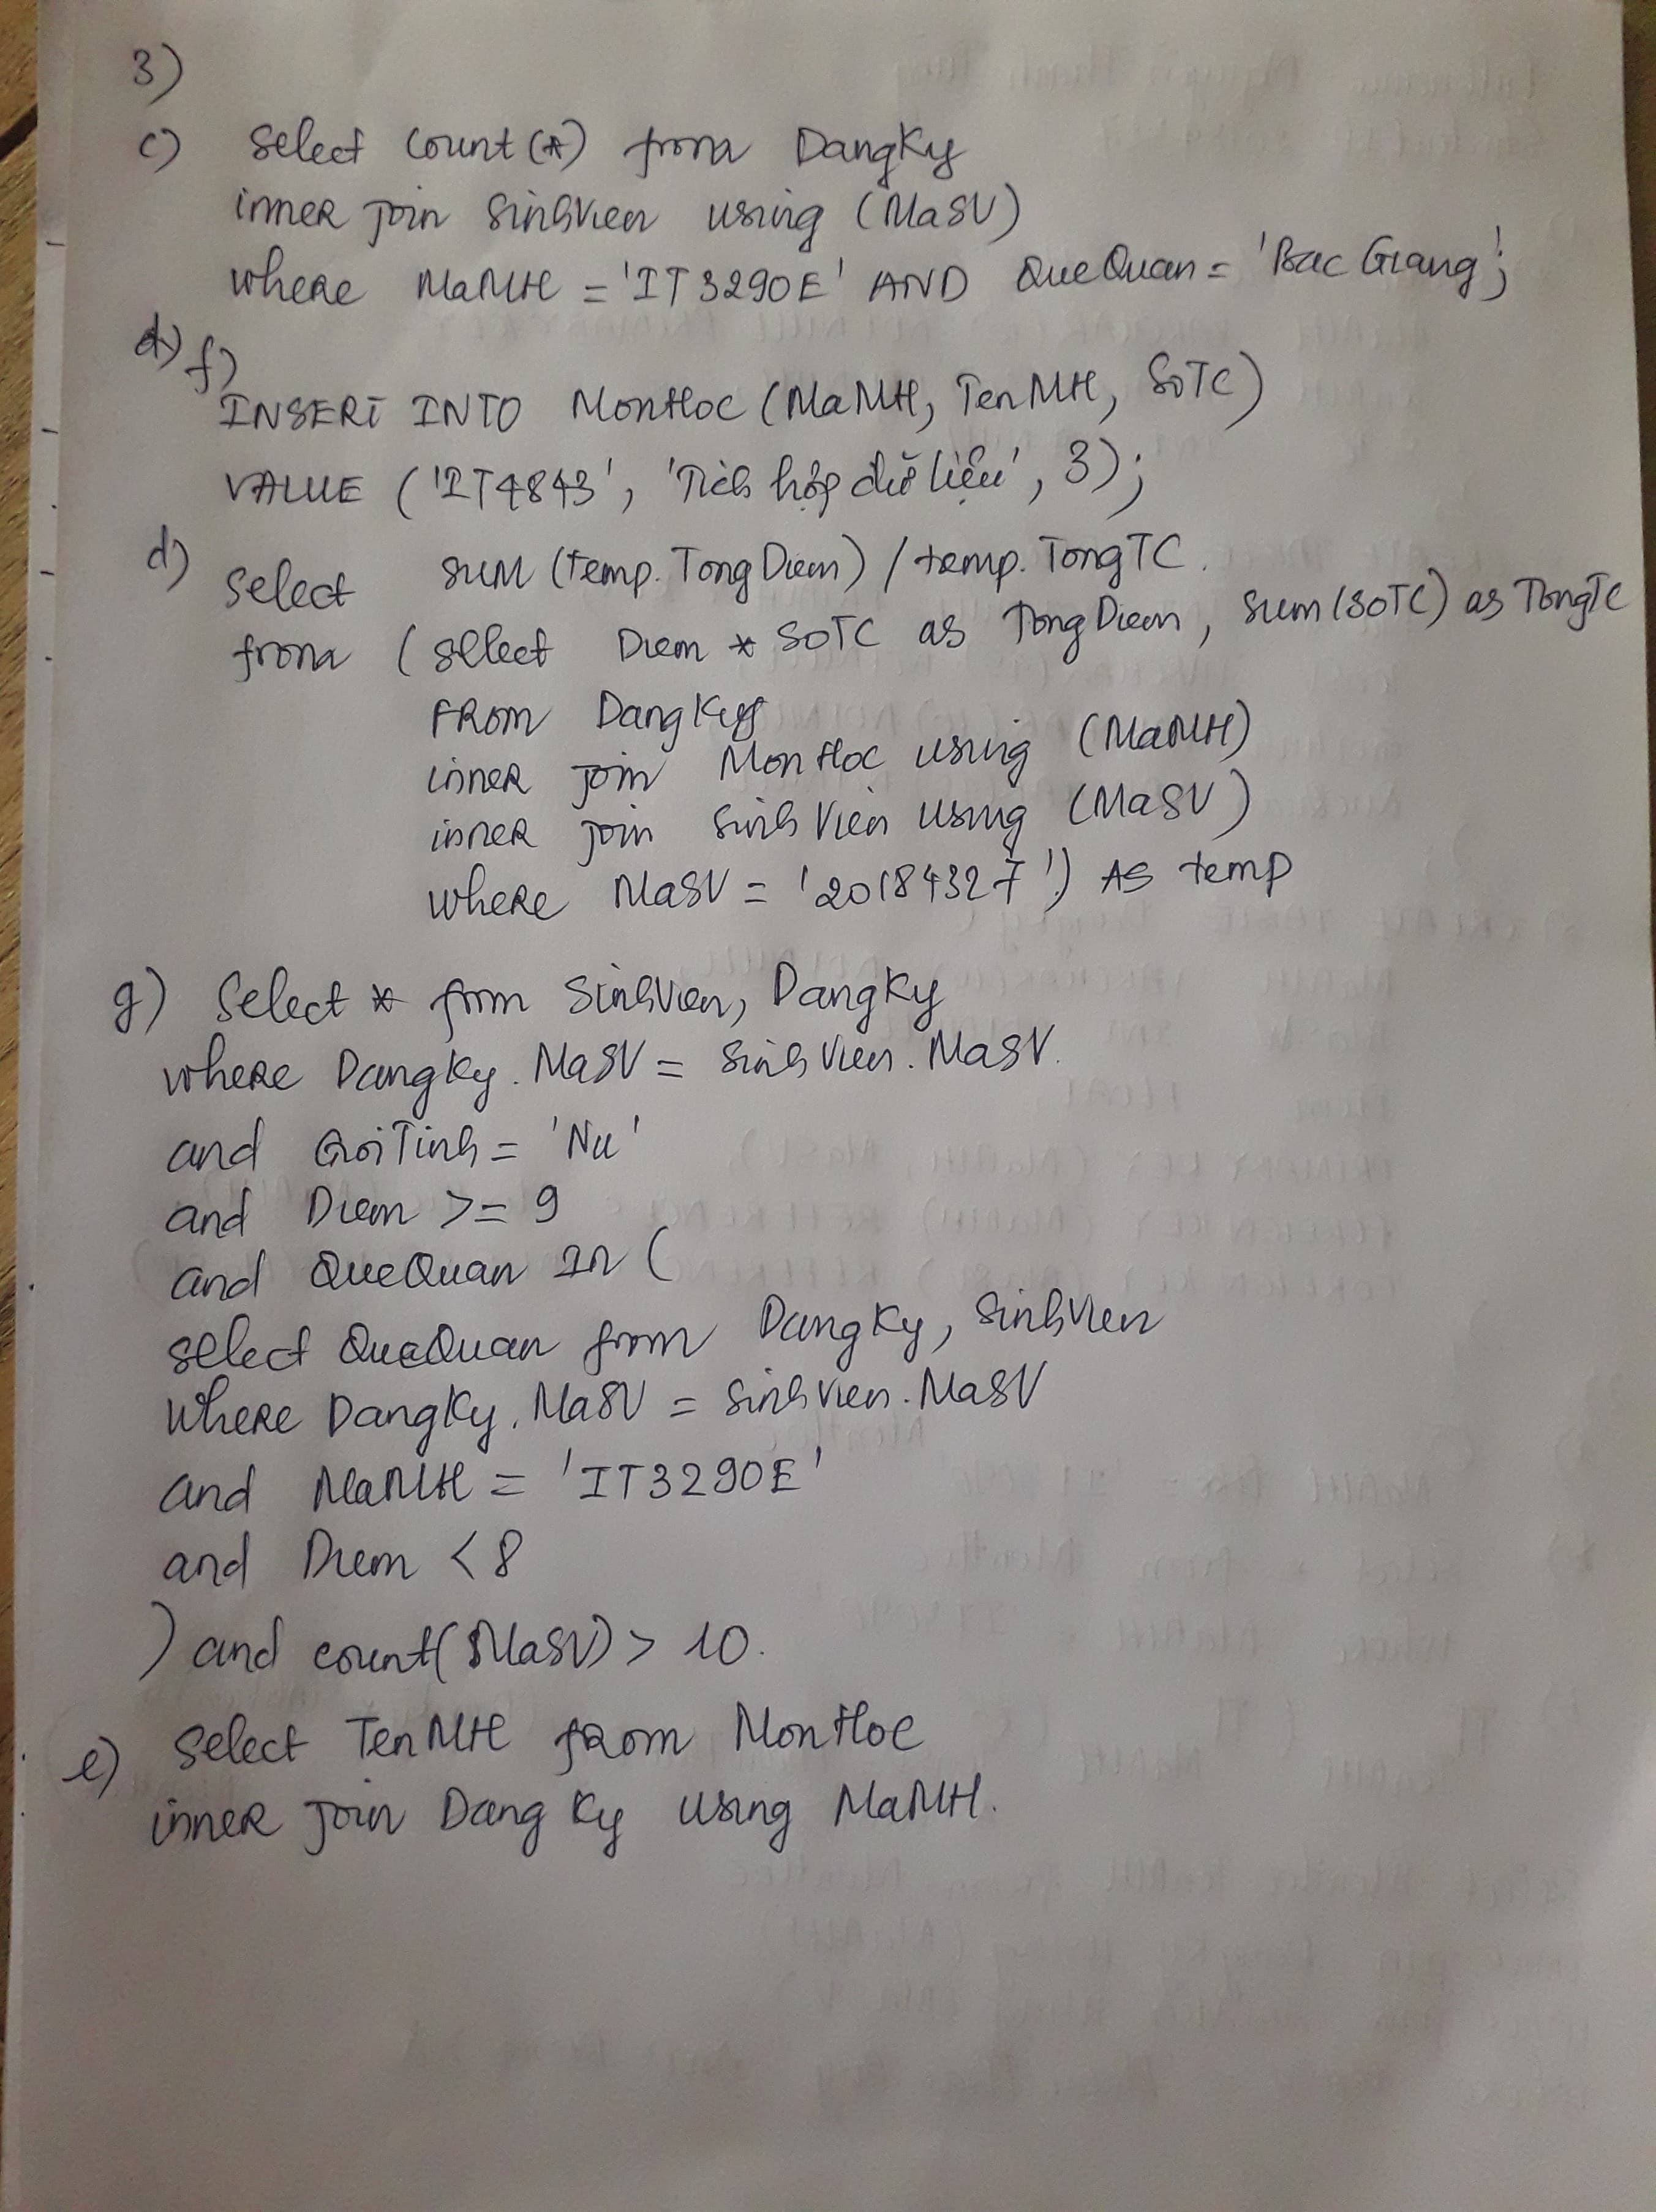 3)
c) Select count(*) from DangKy
inner join SinhVien using (MaSV)
where MaMH = 'IT3290E' AND QueQuan = 'Bac Giang';
f)
INSERT INTO MonHoc (MaMH, TenMH, SoTC)
VALUE ('IT4843', 'Tích hợp dữ liệu', 3);
d) select SUM (temp.TongDiem) / temp.TongTC.
from (select Diem * SoTC as TongDiem, sum(SoTC) as TongTC
FROM DangKy
inner join MonHoc using (MaMH)
inner join SinhVien using (MaSV)
where MaSV = '20184327') AS temp
g) Select * from SinhVien, DangKy
where DangKy.MaSV = SinhVien.MaSV.
and GioiTinh = 'Nu'
and Diem >= 9
and QueQuan In (
select QueQuan from DangKy, SinhVien
where DangKy.MaSV = SinhVien.MaSV
and MaMH = 'IT3290E'
and Diem < 8
) and count(MaSV) > 10.
e) Select TenMH from MonHoc
inner join DangKy using MaMH.